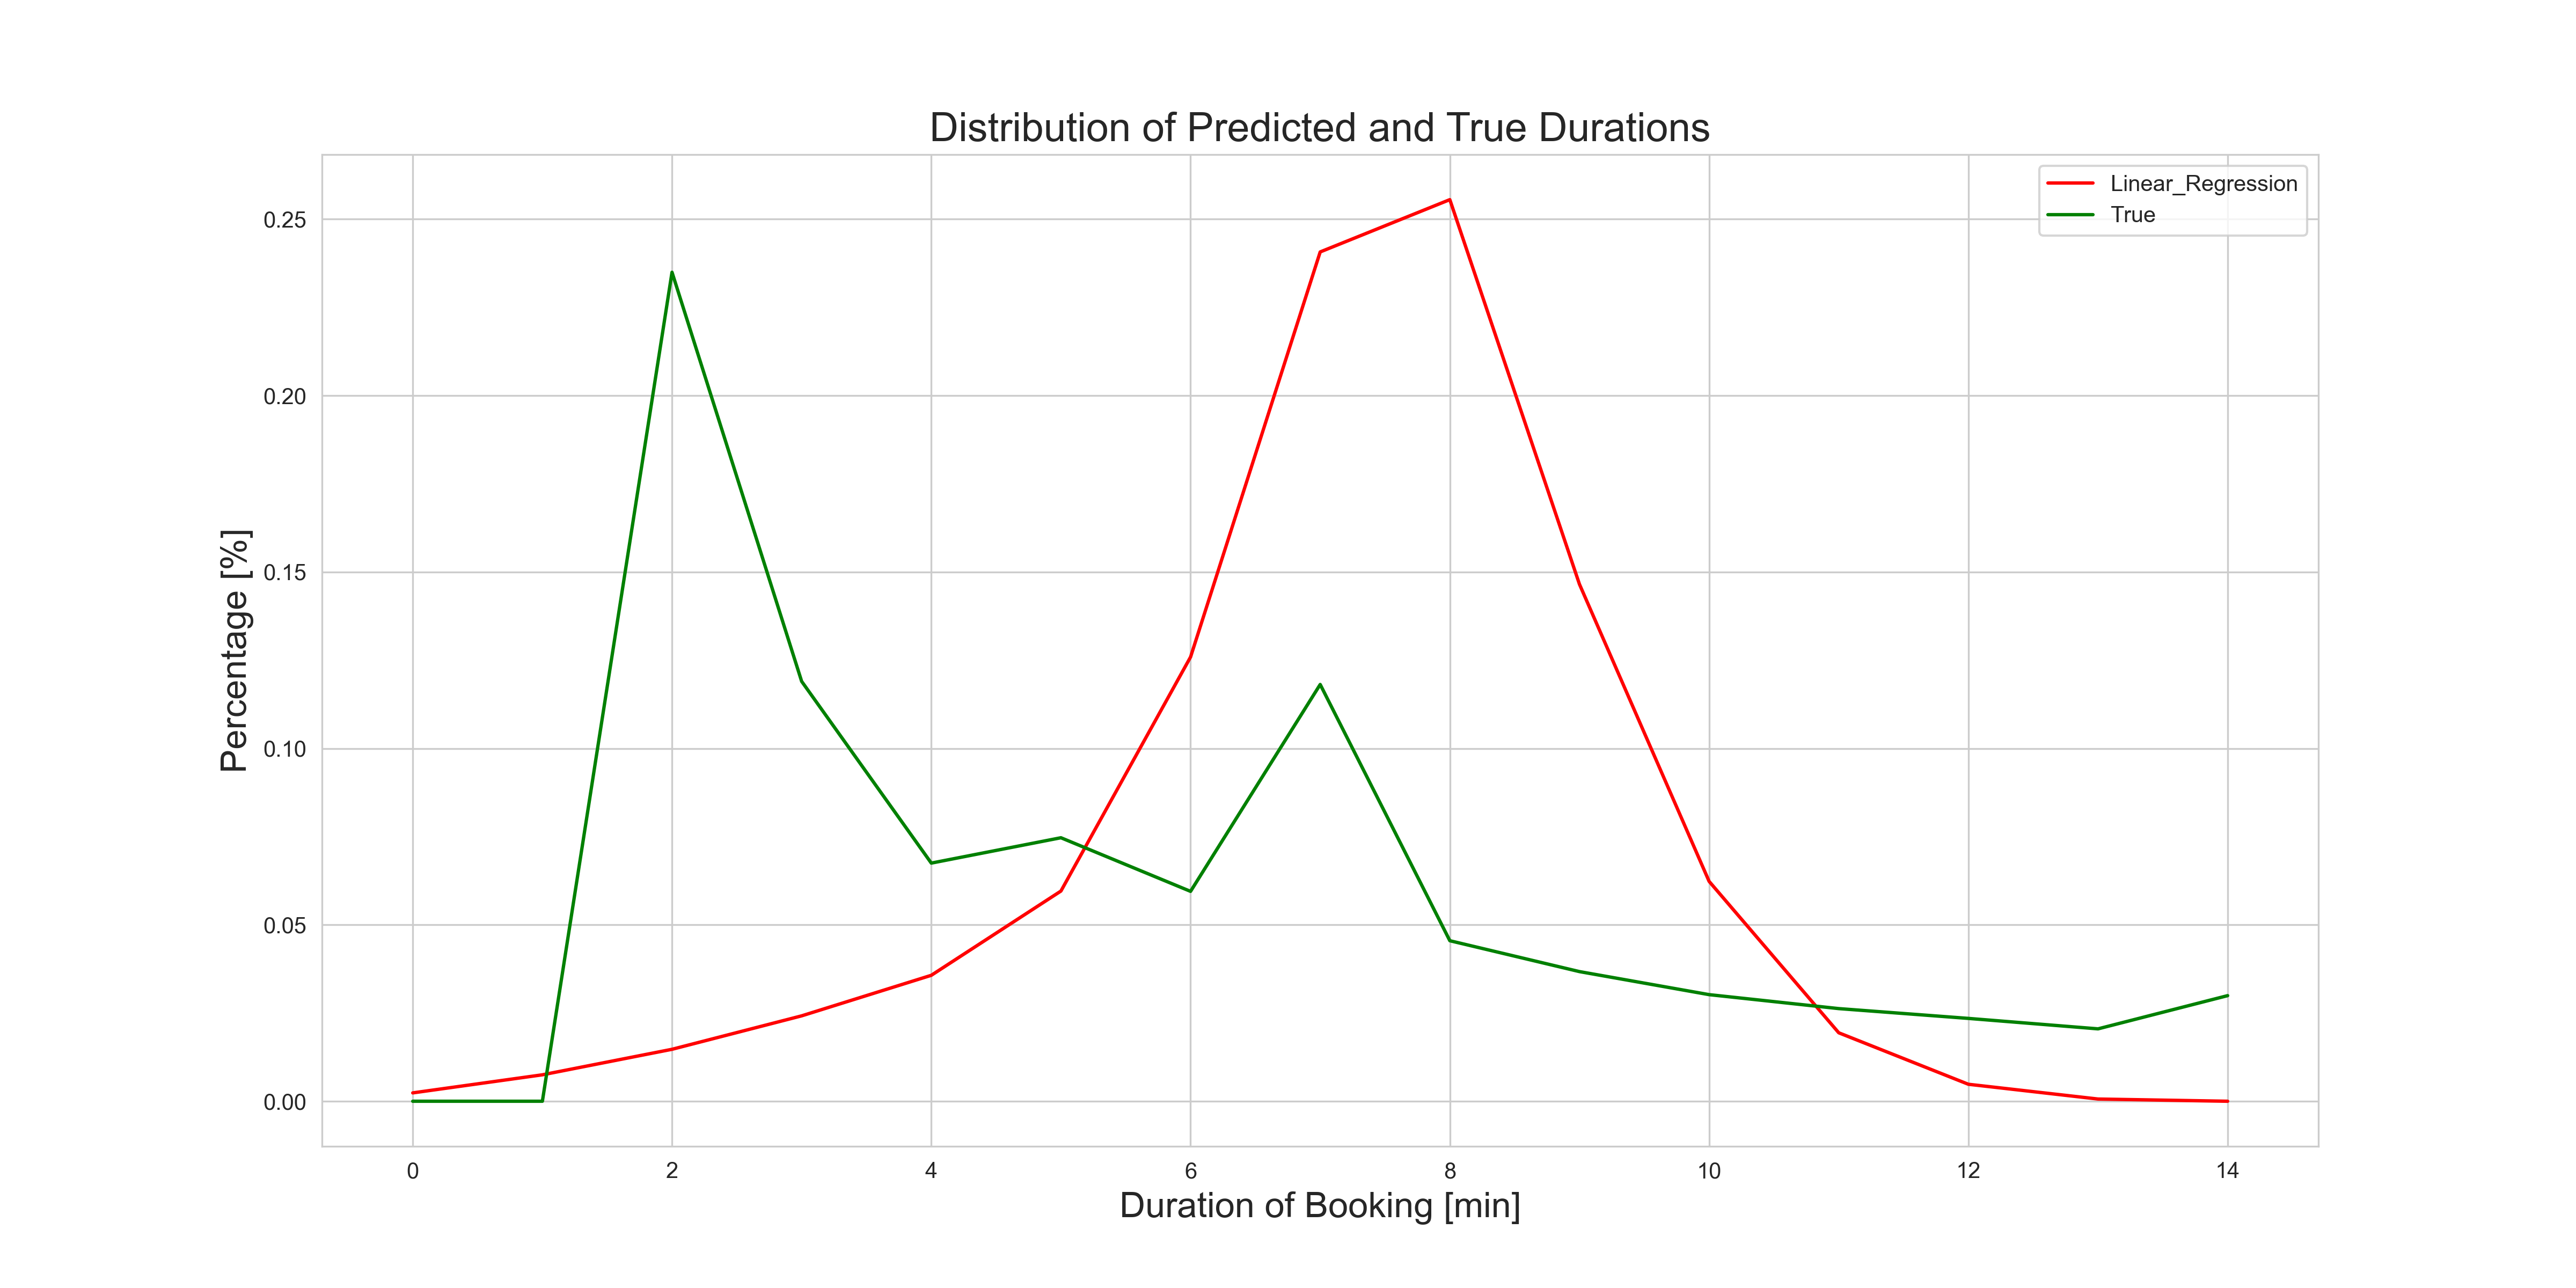 Distribution of Predicted and True Durations
Linear_Regression
True
0.25
0.20
0.15
0.10
0.05
0.00
Percentage [%]
0 2 4 6 8 10 12 14
Duration of Booking [min]